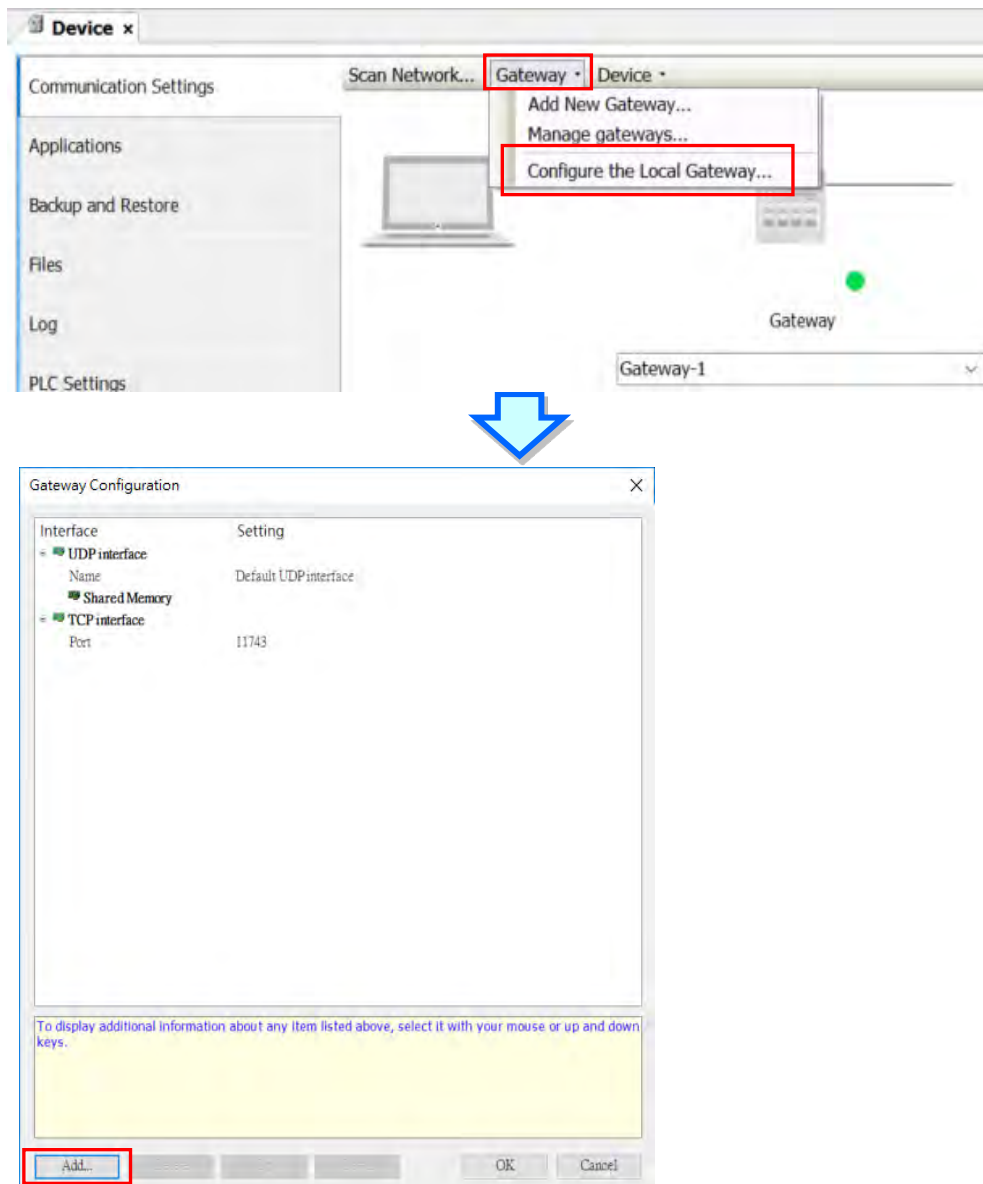 Device ×
Scan Network... Gateway Device
Communication Settings
Add New Gateway...
Manage gateways...
Configure the Local Gateway...
Applications
Backup and Restore
Files
Log
Gateway
PLC Settings
Gateway-1
Gateway Configuration
Interface Setting
UDP interface
Name Default UDP interface
Shared Memory
TCP interface
Port 11743
To display additional information about any item listed above, select it with your mouse or up and down
keys.
Add... OK Cancel